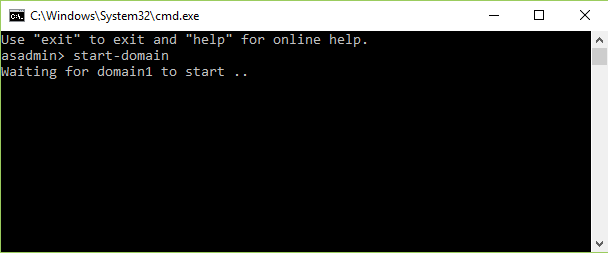 C:\Windows\System32\cmd.exe
Use "exit" to exit and "help" for online help.
asadmin> start-domain
Waiting for domain1 to start ..